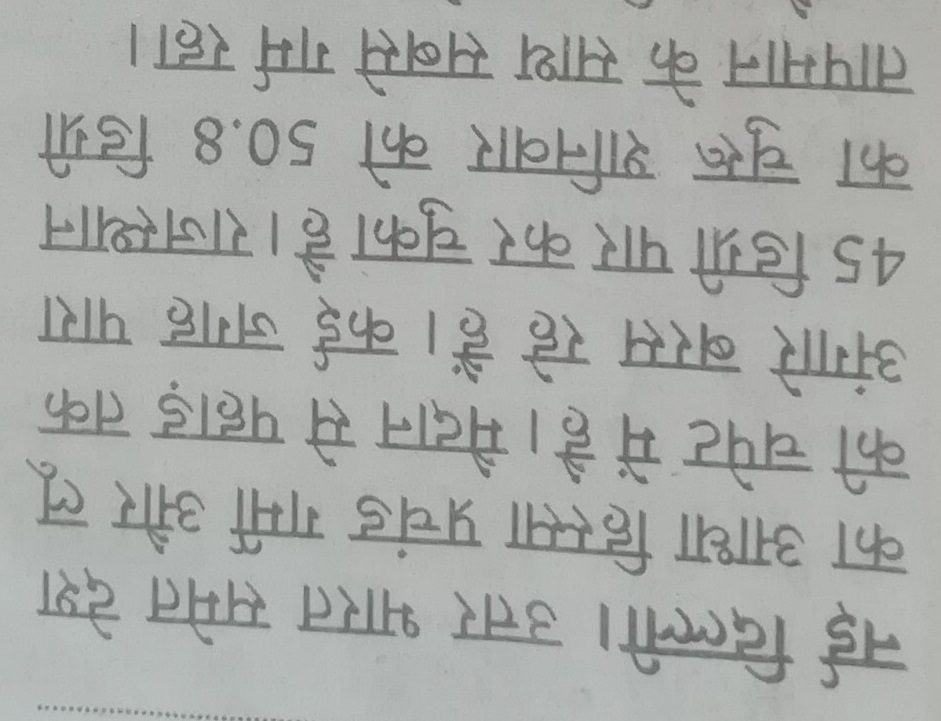 नई दिल्ली। उत्तर भारत समेत देश
का आधा हिस्सा प्रचंड गर्मी और लू
की चपेट में है। मैदान से पहाड़ तक
अंगारे बरस रहे हैं। कई जगह पारा
45 डिग्री पार कर चुका है। राजस्थान
का चुरू शनिवार को 50.8 डिग्री
तापमान के साथ सबसे गर्म रहा।